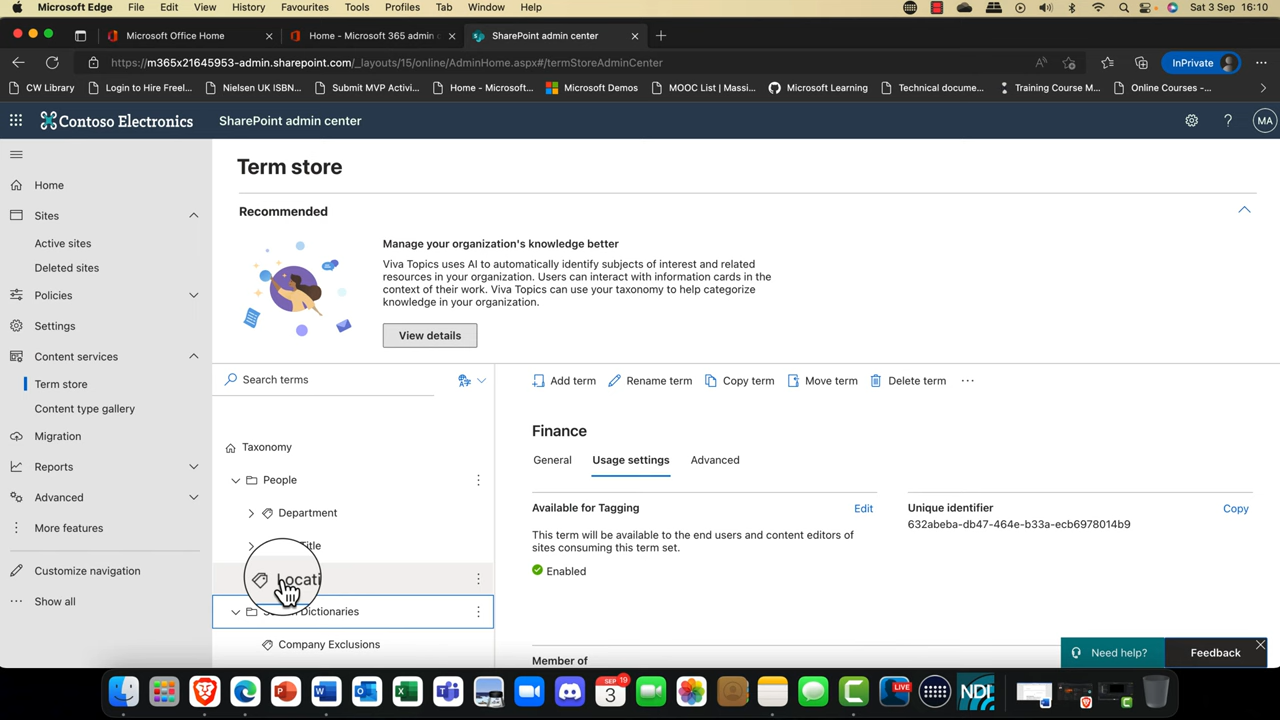 Microsoft Edge File Edit View History Favourites Tools Profiles Tab Window Help Sat 3 Sep 16:10
Microsoft Office Home Home - Microsoft 365 admin SharePoint admin center
https://m365x21645953-admin.sharepoint.com/_layouts/15/online/AdminHome.aspx#/termStoreAdminCenter InPrivate
CW Library Login to Hire Freel... Nielsen UK ISBN... Submit MVP Activi... Home - Microsoft... Microsoft Demos MOOC List | Massi... Microsoft Learning Technical docume... Training Course M... Online Courses -...
Contoso Electronics SharePoint admin center ? MA
Term store
Home
Recommended
Sites
Active sites
Manage your organization's knowledge better
Viva Topics uses AI to automatically identify subjects of interest and related
Deleted sites
resources in your organization. Users can interact with information cards in the
context of their work. Viva Topics can use your taxonomy to help categorize
Policies
knowledge in your organization.
Settings
View details
Content services
Term store
Search terms Add term Rename term Copy term Move term Delete term ...
Content type gallery
Finance
Migration
Taxonomy
General Usage settings Advanced
Reports
People
Advanced
Available for Tagging Edit Unique identifier Copy
Department
632abeba-db47-464e-b33a-ecb6978014b9
More features
This term will be available to the end users and content editors of
sites consuming this term set.
Title
Customize navigation
Enabled
Locati
Show all
Dictionaries
Company Exclusions
Need help? Feedback
Member of
SEP 19
3
LIVE
NDI